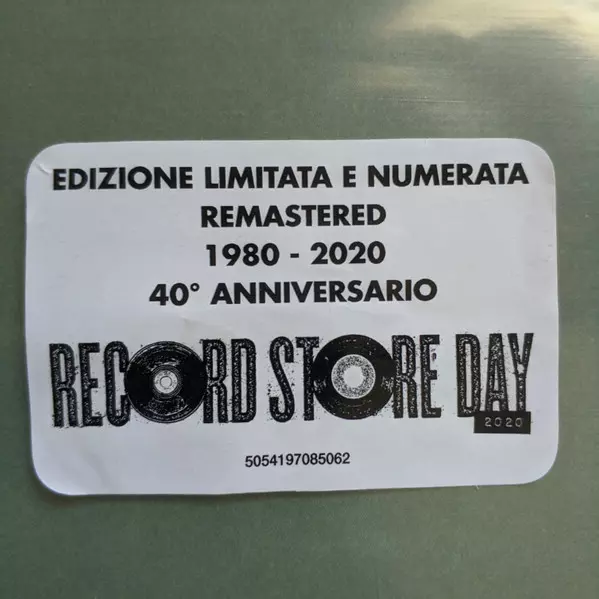 EDIZIONE LIMITATA E NUMERATA
REMASTERED
1980 - 2020
40° ANNIVERSARIO
RECORD STORE DAY
2020
5054197085062